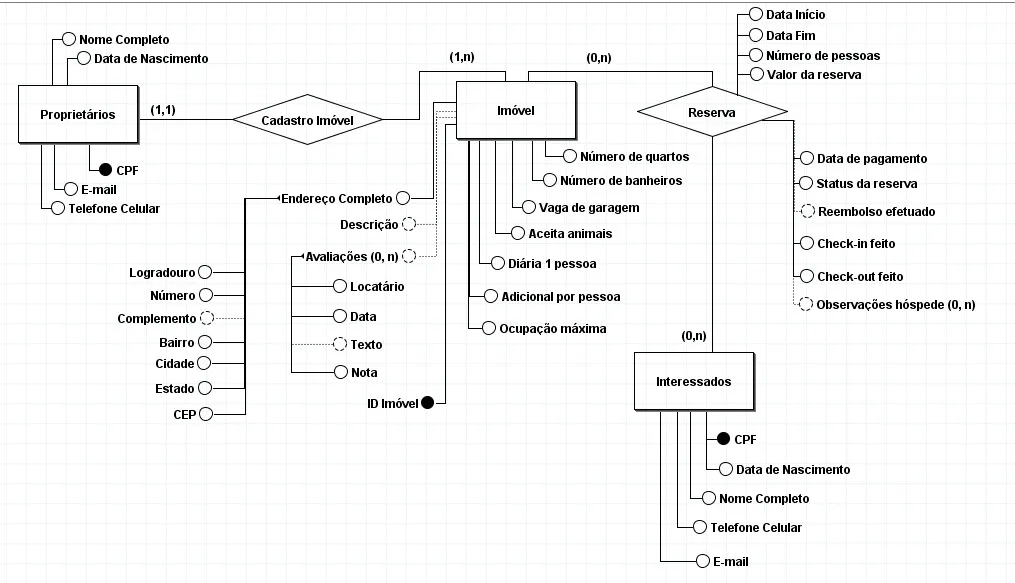 Nome Completo
Data de Nascimento
Proprietários
(1,1)
CPF
E-mail
Telefone Celular
Cadastro Imóvel
(1,n)
Imóvel
(0,n)
Data Início
Data Fim
Número de pessoas
Valor da reserva
Reserva
Data de pagamento
Status da reserva
Reembolso efetuado
Check-in feito
Check-out feito
Observações hóspede (0, n)
Número de quartos
Número de banheiros
Vaga de garagem
Aceita animais
Diária 1 pessoa
Adicional por pessoa
Ocupação máxima
Endereço Completo
Descrição
Avaliações (0, n)
Logradouro
Número
Complemento
Bairro
Cidade
Estado
CEP
Locatário
Data
Texto
Nota
ID Imóvel
(0,n)
Interessados
CPF
Data de Nascimento
Nome Completo
Telefone Celular
E-mail